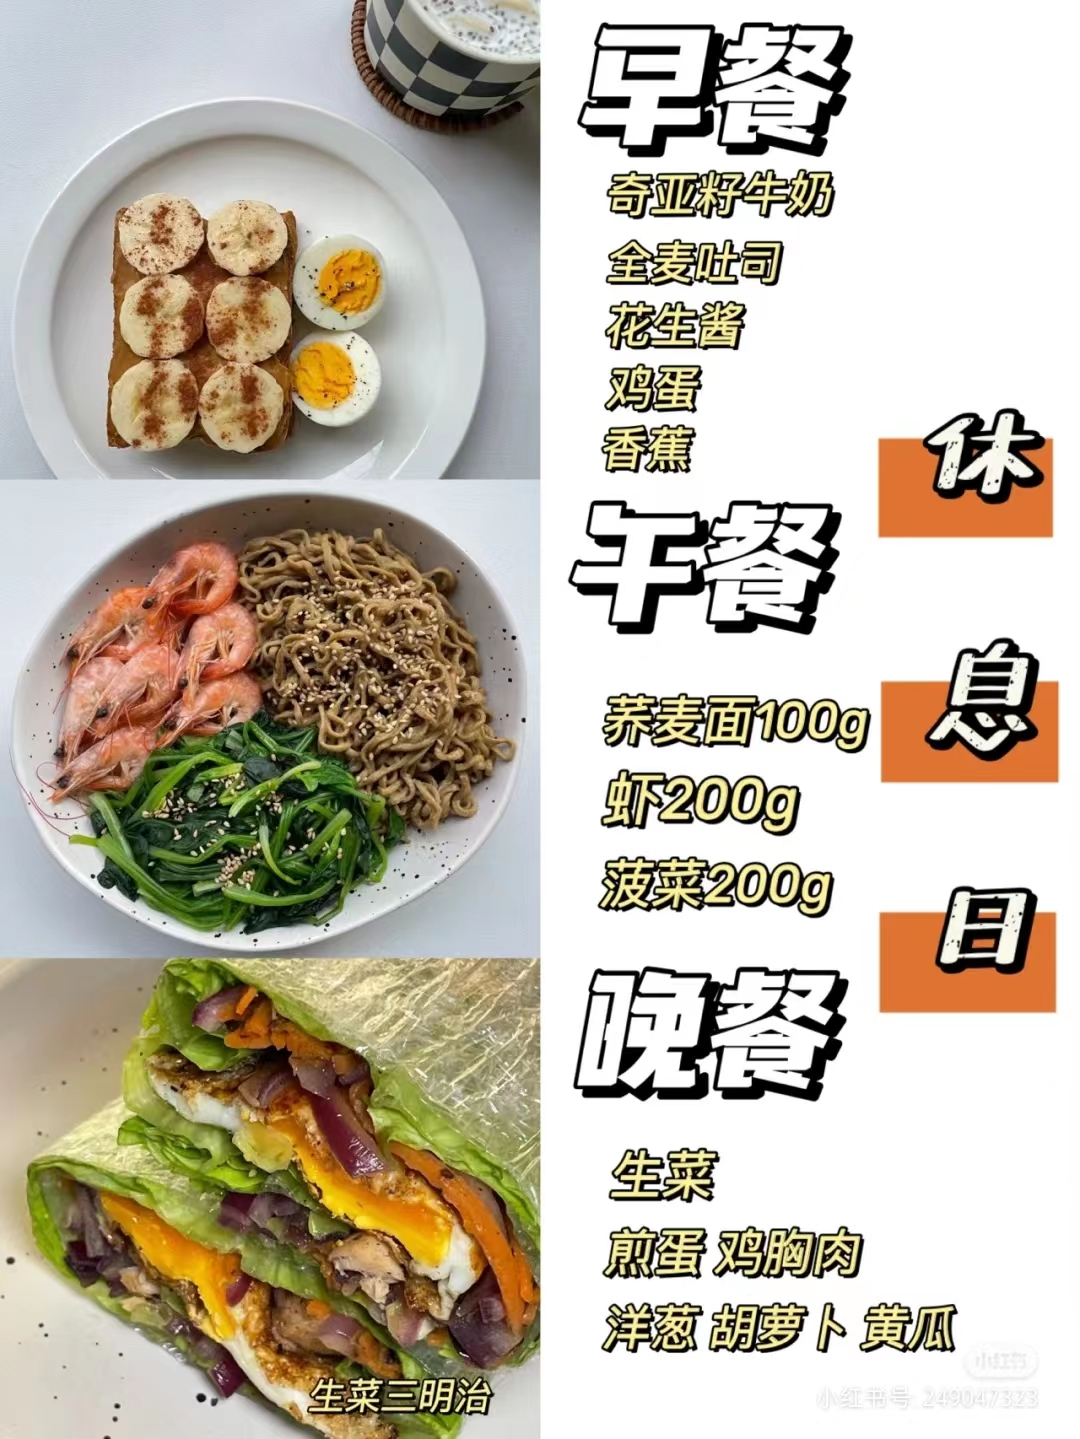 早餐
奇亚籽牛奶
全麦吐司
花生酱
鸡蛋
香蕉
午餐
荞麦面100g
虾200g
菠菜200g
晚餐
生菜
煎蛋 鸡胸肉
洋葱 胡萝卜 黄瓜
休
息
日
生菜三明治
小红书
小红书号: 249047323